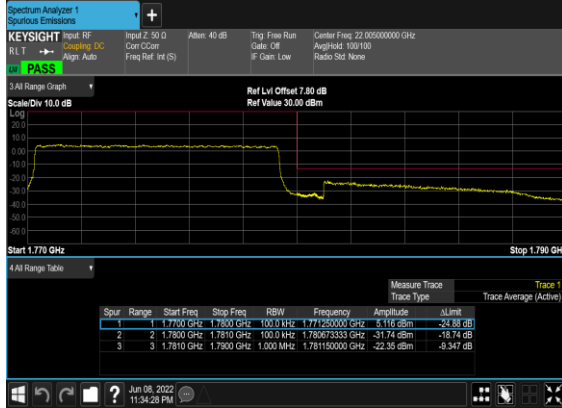 Spectrum Analyzer 1
Spurious Emissions
KEYSIGHT
RLT
Input: RF
Coupling: DC
Align: Auto
Input Z: 50 Ω
Corr CCorr
Freq Ref: Int (S)
Atten: 40 dB
Trig: Free Run
Gate: Off
IF Gain: Low
Center Freq: 22.005000000 GHz
Avg|Hold: 100/100
Radio Std: None
PASS
3 All Range Graph
Scale/Div 10.0 dB
Ref Lvl Offset 7.80 dB
Ref Value 30.00 dBm
Log
20.0
10.0
0.00
-10.0
-20.0
-30.0
-40.0
-50.0
-60.0
Start 1.770 GHz
Stop 1.790 GH
4 All Range Table
Measure Trace Trace 1
Trace Type Trace Average (Active)
Spur Range Start Freq Stop Freq RBW Frequency Amplitude ΔLimit
1 1 1.7700 GHz 1.7800 GHz 100.0 kHz 1.771250000 GHz 5.116 dBm -24.88 dB
2 2 1.7800 GHz 1.7810 GHz 100.0 kHz 1.780673333 GHz -31.74 dBm -18.74 dB
3 3 1.7810 GHz 1.7900 GHz 1.000 MHz 1.781150000 GHz -22.35 dBm -9.347 dB
?
Jun 08, 2022
11:34:28 PM